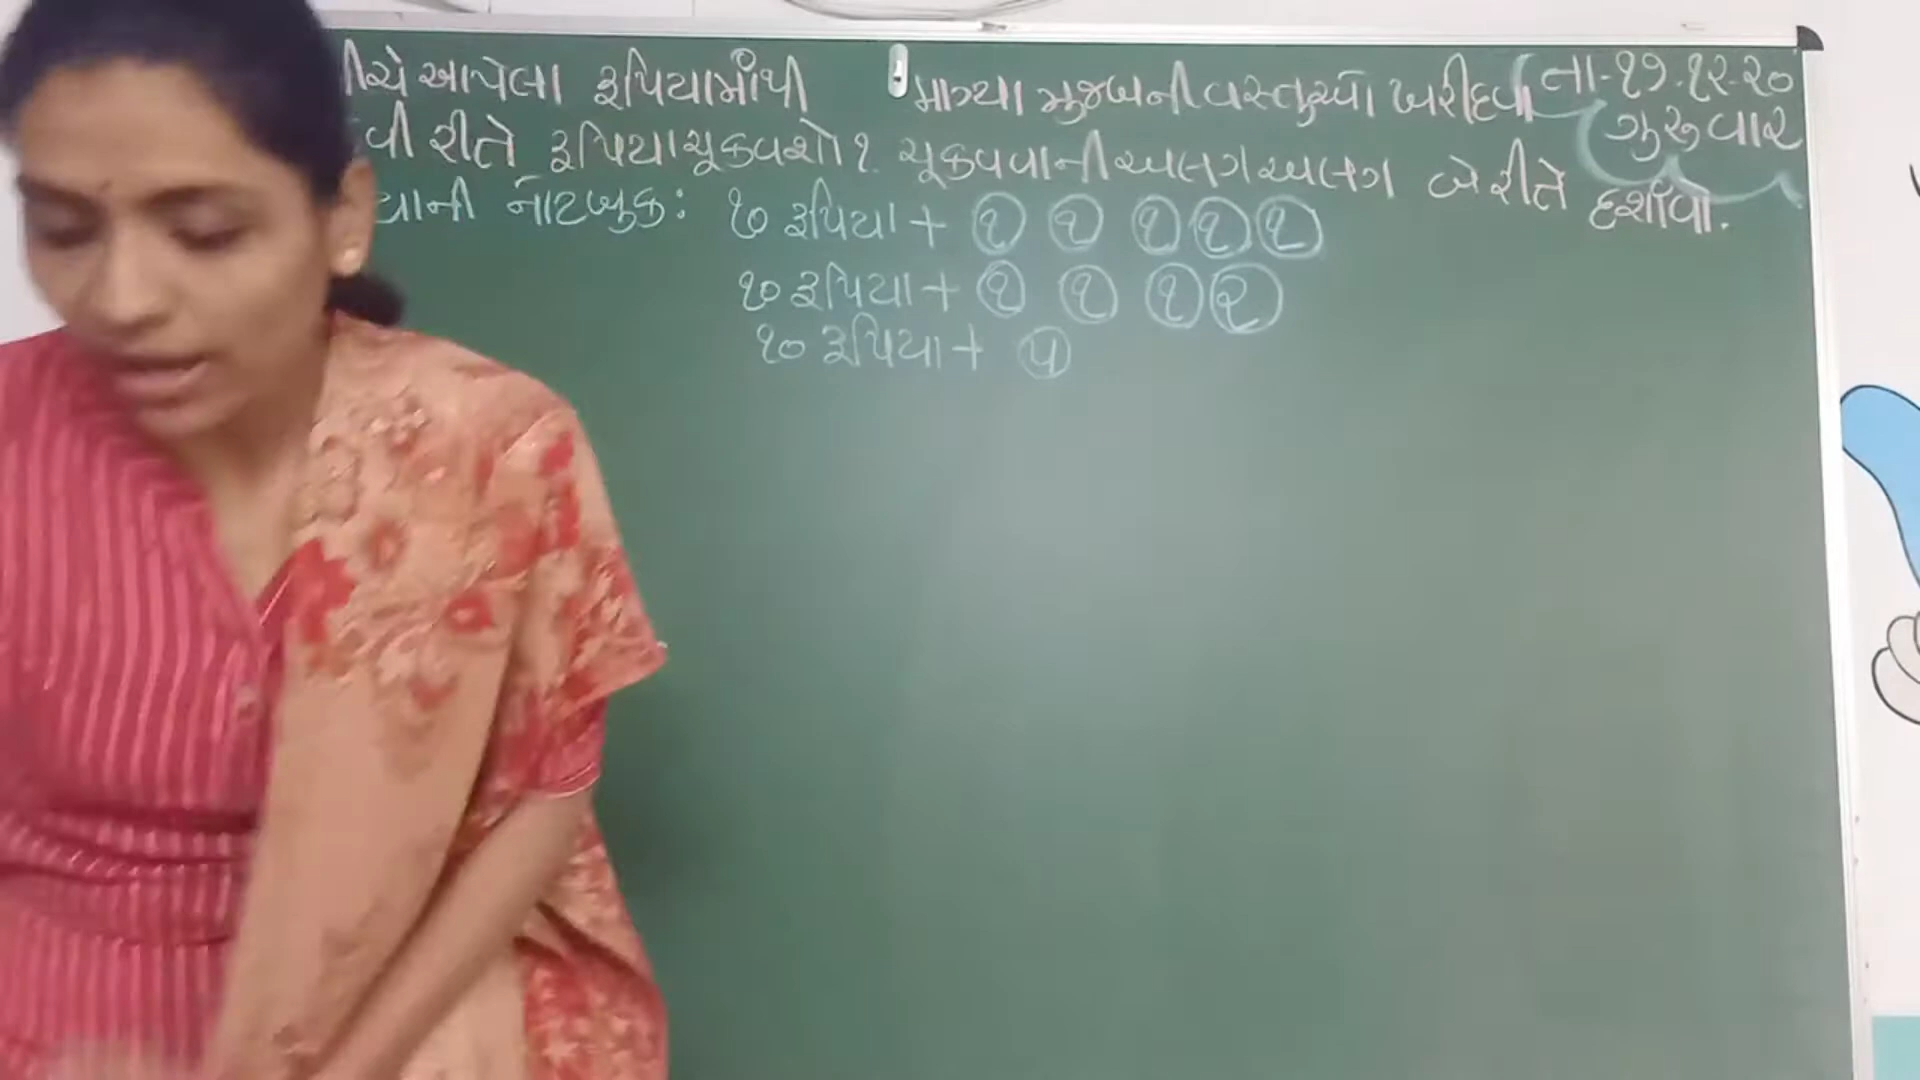 નીચે આપેલા રૂપિયામાંથી માગ્યા મુજબની વસ્તુઓ ખરીદવા
રીતે રૂપિયા ચૂકવશો? ચૂકવવાની અલગ અલગ બે રીતે દર્શાવો.
તા-૧૭.૧૨.૨૦
ગુરુવાર
યાની નોટબુક: ૧૦ રૂપિયા + ૧ ૧ ૧ ૧ ૧
૧૦ રૂપિયા + ૧ ૧ ૧ ૨
૧૦ રૂપિયા + ૫